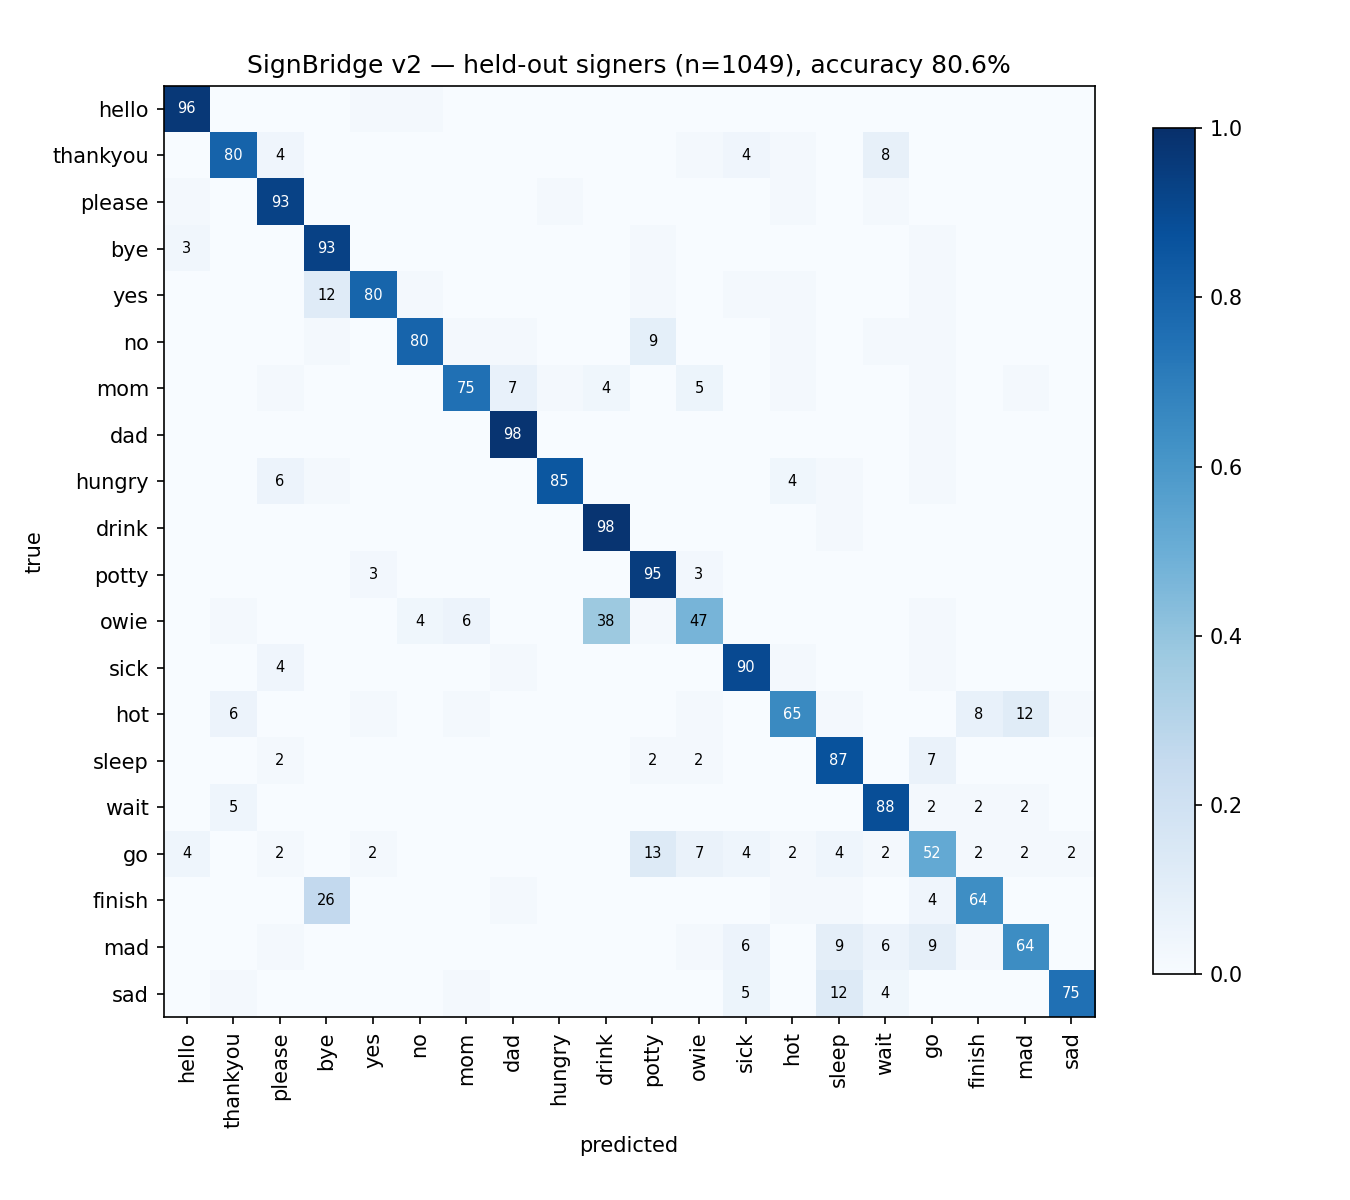 SignBridge v2 — held-out signers (n=1049), accuracy 80.6%
hello 96
thankyou 80 4 4 8
please 93
bye 3 93
yes 12 80
no 80 9
mom 75 7 4 5
dad 98
hungry 6 85 4
drink 98
potty 3 95 3
owie 4 6 38 47
sick 4 90
hot 6 65 8 12
sleep 2 2 2 87 7
wait 5 88 2 2 2
go 4 2 2 13 7 4 2 4 2 52 2 2 2
finish 26 4 64
mad 6 9 6 9 64
sad 5 12 4 75
true
hello thankyou please bye yes no mom dad hungry drink potty owie sick hot sleep wait go finish mad sad
predicted
1.0
0.8
0.6
0.4
0.2
0.0